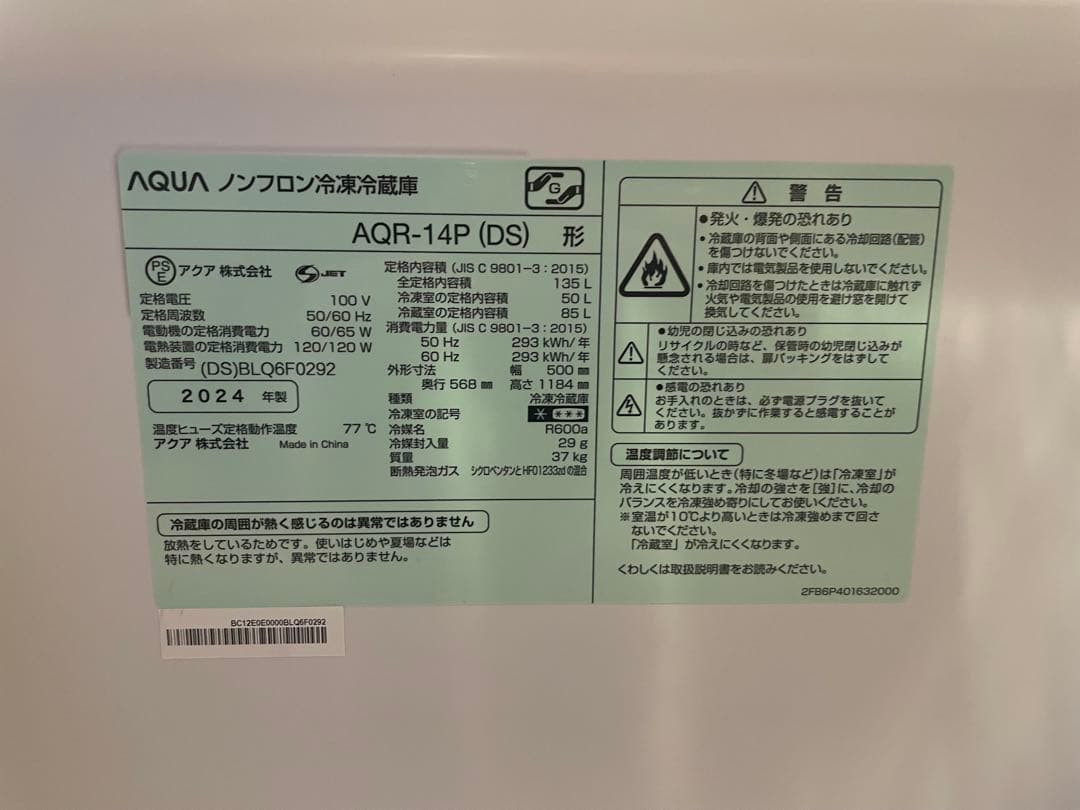 AQUA ノンフロン冷凍冷蔵庫
G
AQR-14P (DS) 形
PSE アクア 株式会社 S JET
定格電圧 100 V
定格周波数 50/60 Hz
電動機の定格消費電力 60/65 W
電熱装置の定格消費電力 120/120 W
製造番号 (DS)BLQ6F0292
2024 年製
温度ヒューズ定格動作温度 77 ℃
アクア 株式会社 Made in China
定格内容積 (JIS C 9801-3 : 2015)
全定格内容積 135 L
冷凍室の定格内容積 50 L
冷蔵室の定格内容積 85 L
消費電力量 (JIS C 9801-3 : 2015)
50 Hz 293 kWh/年
60 Hz 293 kWh/年
外形寸法 幅 500 ㎜
奥行 568 ㎜ 高さ 1184 ㎜
種類 冷凍冷蔵庫
冷凍室の記号 * ***
冷媒名 R600a
冷媒封入量 29 g
質量 37 kg
断熱発泡ガス シクロペンタンとHFO1233zdの混合
冷蔵庫の周囲が熱く感じるのは異常ではありません
放熱をしているためです。使いはじめや夏場などは
特に熱くなりますが、異常ではありません。
警告
●発火・爆発の恐れあり
・冷蔵庫の背面や側面にある冷却回路(配管)
を傷つけないでください。
・庫内では電気製品を使用しないでください。
・冷却回路を傷つけたときは冷蔵庫に触れず
火気や電気製品の使用を避け窓を開けて
換気してください。
●幼児の閉じ込みの恐れあり
リサイクルの時など、保管時の幼児閉じ込みが
懸念される場合は、扉パッキングをはずして
ください。
●感電の恐れあり
お手入れのときは、必ず電源プラグを抜いて
ください。抜かずに作業すると感電することが
あります。
温度調節について
周囲温度が低いとき(特に冬場など)は「冷凍室」が
冷えにくくなります。冷却の強さを[強]に、冷却の
バランスを冷凍強め寄りにしてお使いください。
※室温が10℃より高いときは冷凍強めまで回さ
ないでください。
「冷蔵室」が冷えにくくなります。
くわしくは取扱説明書をお読みください。
2FB6P401632000
BC12E0E0000BLQ6F0292